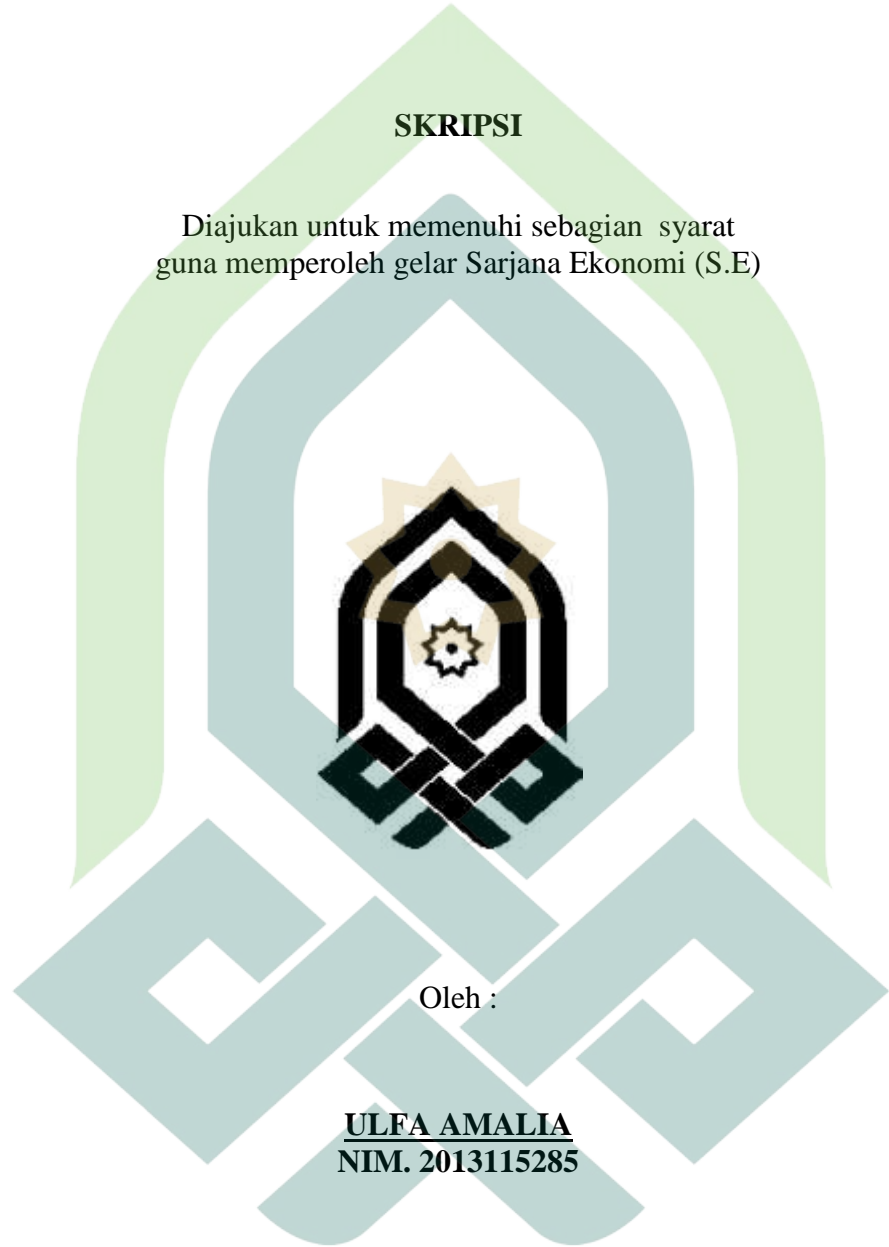 SKRIPSI
Diajukan untuk memenuhi sebagian syarat
guna memperoleh gelar Sarjana Ekonomi (S.E)
Oleh :
ULFA AMALIA
NIM. 2013115285